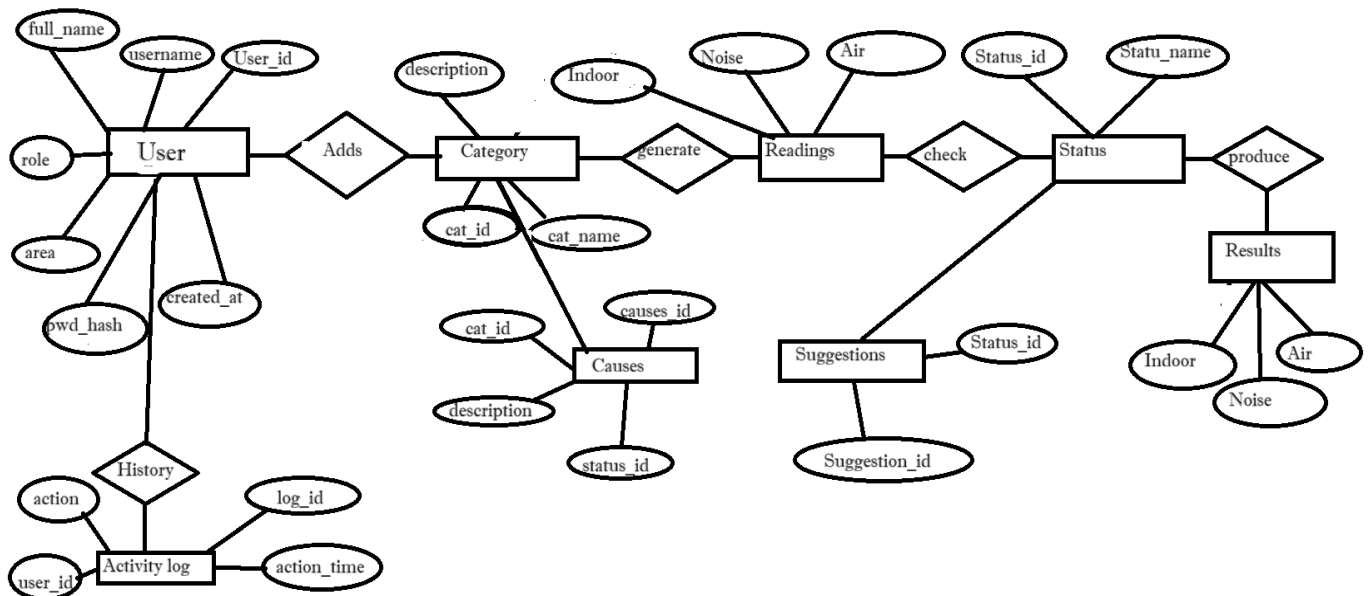 full_name
username
User_id
description
Indoor
Noise
Air
Status_id
Statu_name
role
User
Adds
Category
generate
Readings
check
Status
produce
area
pwd_hash
created_at
cat_id
cat_name
Results
cat_id
causes_id
Causes
description
status_id
Suggestions
Status_id
Suggestion_id
Indoor
Air
Noise
History
action
log_id
Activity log
user_id
action_time